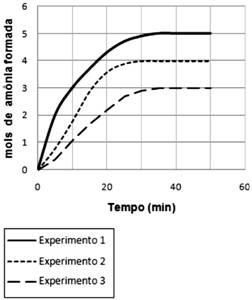 mols de amônia formada
6
5
4
3
2
1
0
0 20 40 60
Tempo (min)
Experimento 1
Experimento 2
Experimento 3